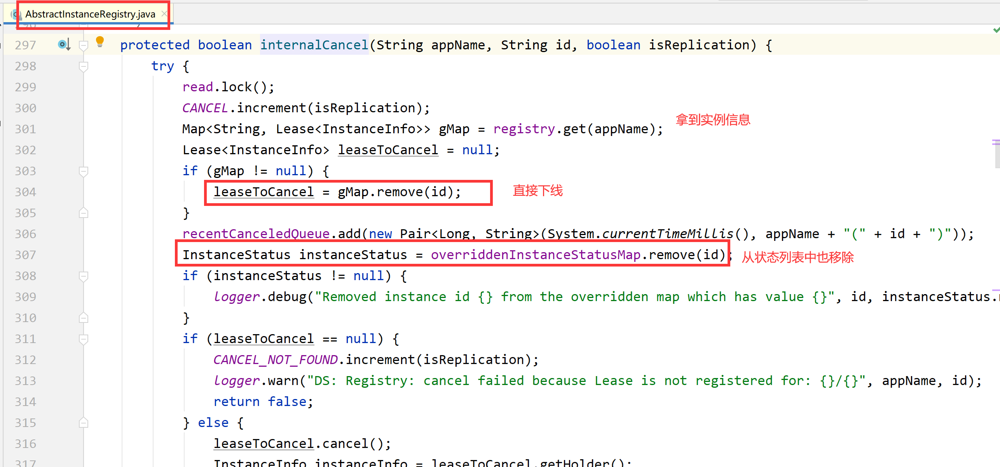 AbstractInstanceRegistry.java
297 protected boolean internalCancel(String appName, String id, boolean isReplication) {
298 try {
299 read.lock();
300 CANCEL.increment(isReplication);
拿到实例信息
301 Map<String, Lease<InstanceInfo>> gMap = registry.get(appName);
302 Lease<InstanceInfo> leaseToCancel = null;
303 if (gMap != null) {
304 leaseToCancel = gMap.remove(id); 直接下线
305 }
306 recentCanceledQueue.add(new Pair<Long, String>(System.currentTimeMillis(), appName + "(" + id + ")"));
307 InstanceStatus instanceStatus = overriddenInstanceStatusMap.remove(id); 从状态列表中也移除
308 if (instanceStatus != null) {
309 logger.debug("Removed instance id {} from the overridden map which has value {}", id, instanceStatus.
310 }
311 if (leaseToCancel == null) {
312 CANCEL_NOT_FOUND.increment(isReplication);
313 logger.warn("DS: Registry: cancel failed because Lease is not registered for: {}/{}", appName, id);
314 return false;
315 } else {
316 leaseToCancel.cancel();
317 InstanceInfo instanceInfo = leaseToCancel.getHolder();